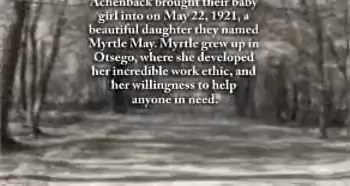 Achenback brought their baby
girl into on May 22, 1921, a
beautiful daughter they named
Myrtle May. Myrtle grew up in
Otsego, where she developed
her incredible work ethic, and
her willingness to help
anyone in need.